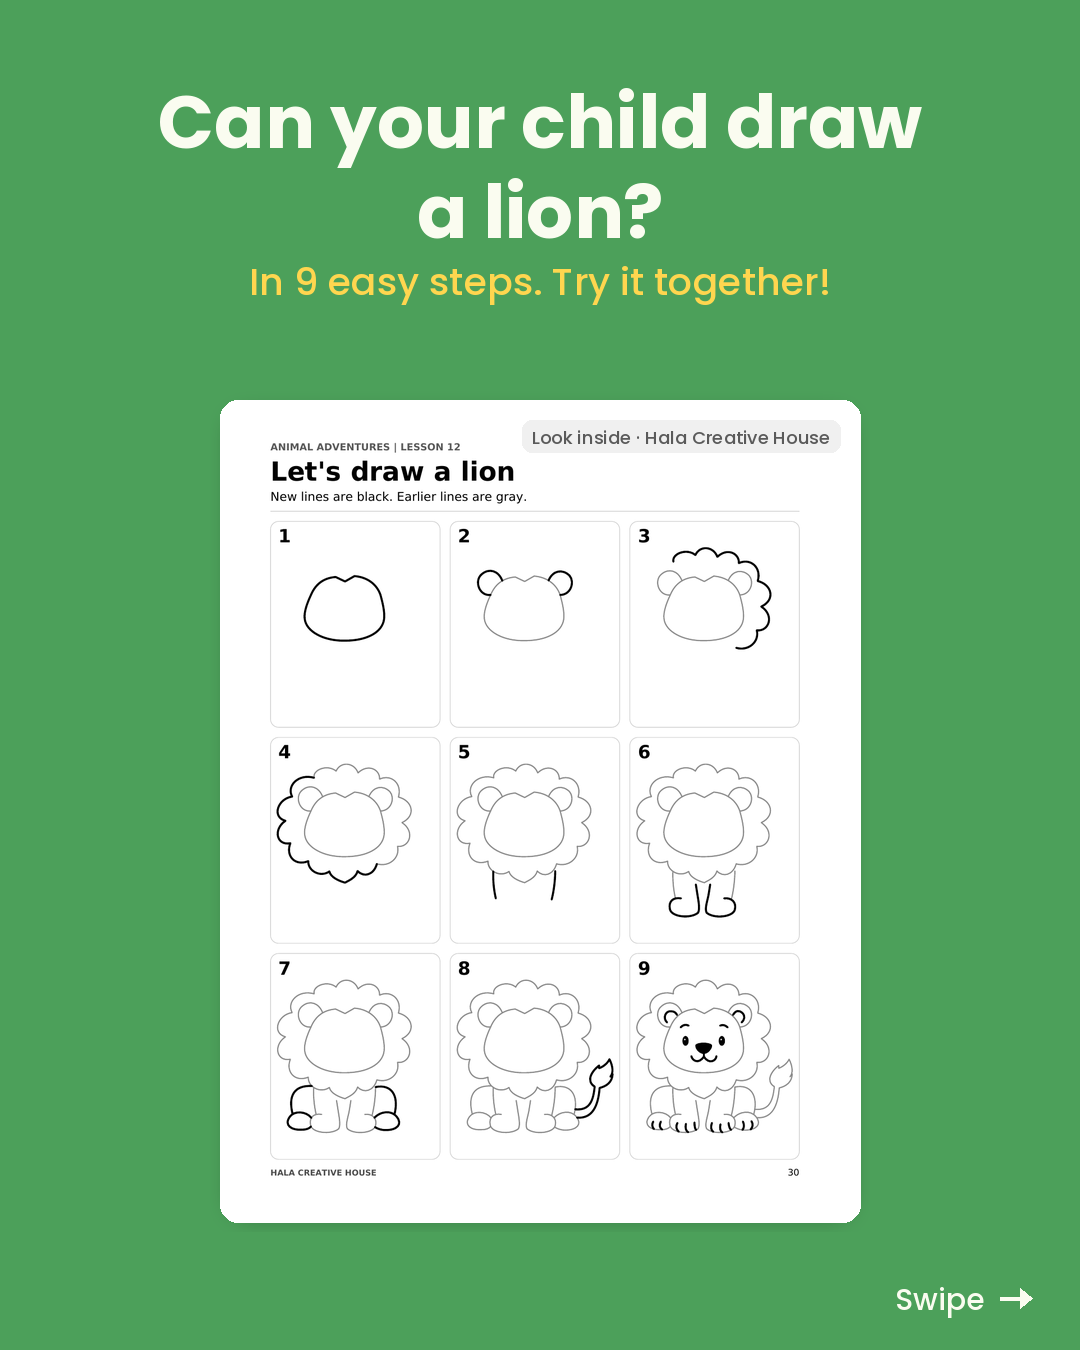 Can your child draw
a lion?
In 9 easy steps. Try it together!
Look inside · Hala Creative House
ANIMAL ADVENTURES | LESSON 12
Let's draw a lion
New lines are black. Earlier lines are gray.
1
2
3
4
5
6
7
8
9
HALA CREATIVE HOUSE
30
Swipe →